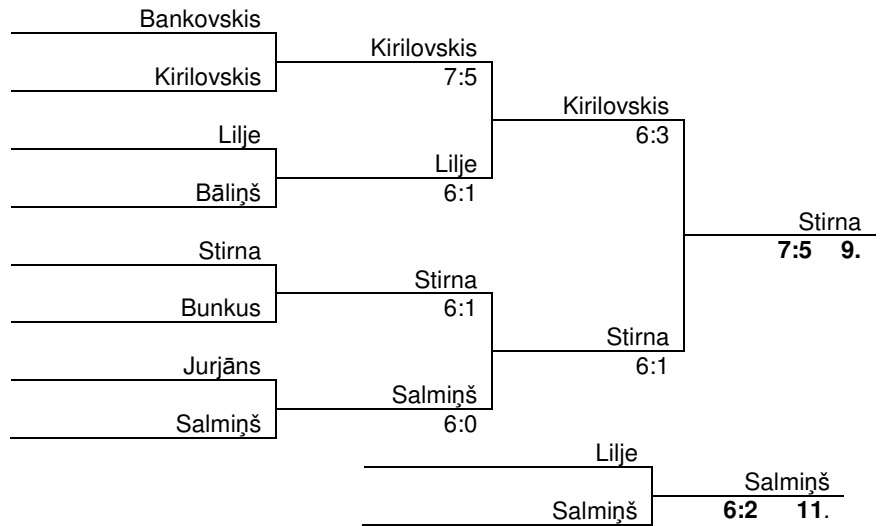 Bankovskis
Kirilovskis
Kirilovskis
7:5
Kirilovskis
6:3
Lilje
Lilje
Bāliņš
6:1
Stirna
7:5 9.
Stirna
Stirna
Bunkus
6:1
Stirna
6:1
Jurjāns
Salmiņš
Salmiņš
6:0
Lilje
Salmiņš
Salmiņš
6:2 11.